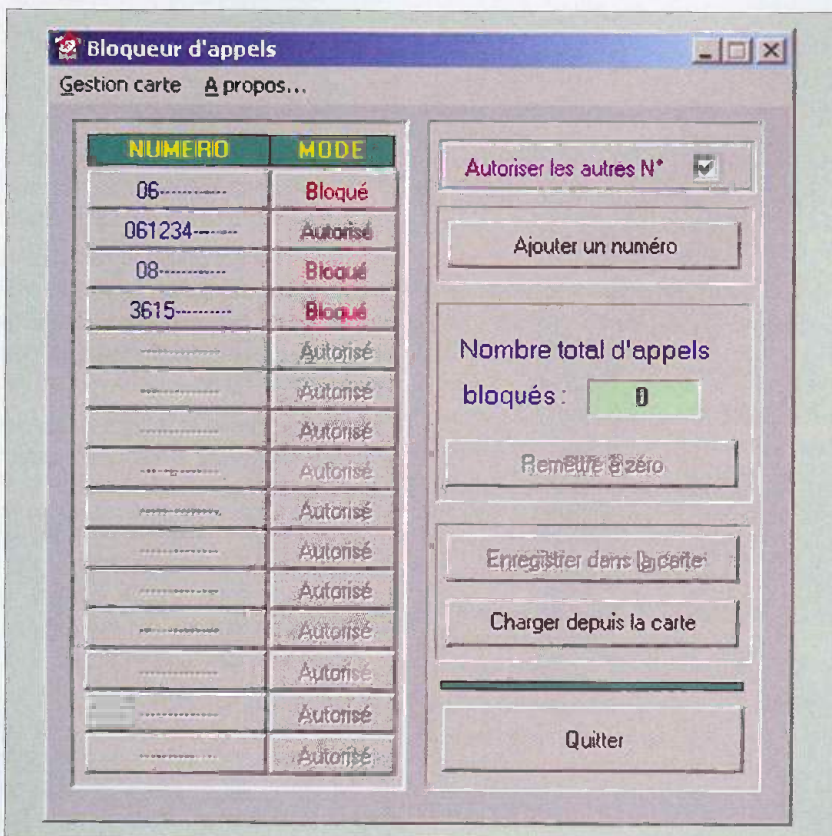 Bloqueur d'appels
Gestion carte A propos...
NUMERO MODE
06---------- Bloqué
061234------ Autorisé
08---------- Bloqué
3615--------- Bloqué
------------ Autorisé
------------ Autorisé
------------ Autorisé
------------ Autorisé
------------ Autorisé
------------ Autorisé
------------ Autorisé
------------ Autorisé
------------ Autorisé
------------ Autorisé
------------ Autorisé
Autoriser les autres N°
Ajouter un numéro
Nombre total d'appels
bloqués : 0
Remettre à zéro
Enregistrer dans la carte
Charger depuis la carte
Quitter